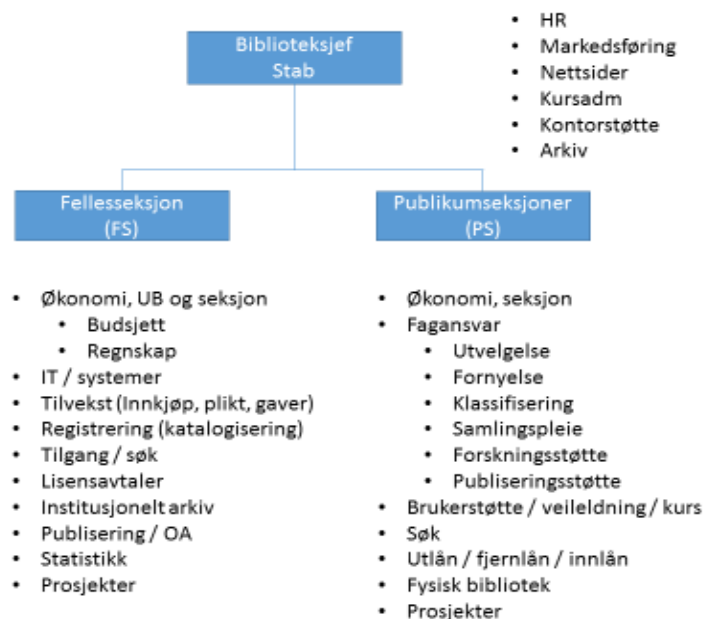 Biblioteksjef
Stab
• HR
• Markedsføring
• Nettsider
• Kursadm
• Kontorstøtte
• Arkiv
Fellesseksjon
(FS)
Publikumseksjoner
(PS)
• Økonomi, UB og seksjon
• Budsjett
• Regnskap
• IT / systemer
• Tilvekst (Innkjøp, plikt, gaver)
• Registrering (katalogisering)
• Tilgang / søk
• Lisensavtaler
• Institusjonelt arkiv
• Publisering / OA
• Statistikk
• Prosjekter
• Økonomi, seksjon
• Fagansvar
• Utvelgelse
• Fornyelse
• Klassifisering
• Samlingspleie
• Forskningsstøtte
• Publiseringsstøtte
• Brukerstøtte / veileldning / kurs
• Søk
• Utlån / fjernlån / innlån
• Fysisk bibliotek
• Prosjekter